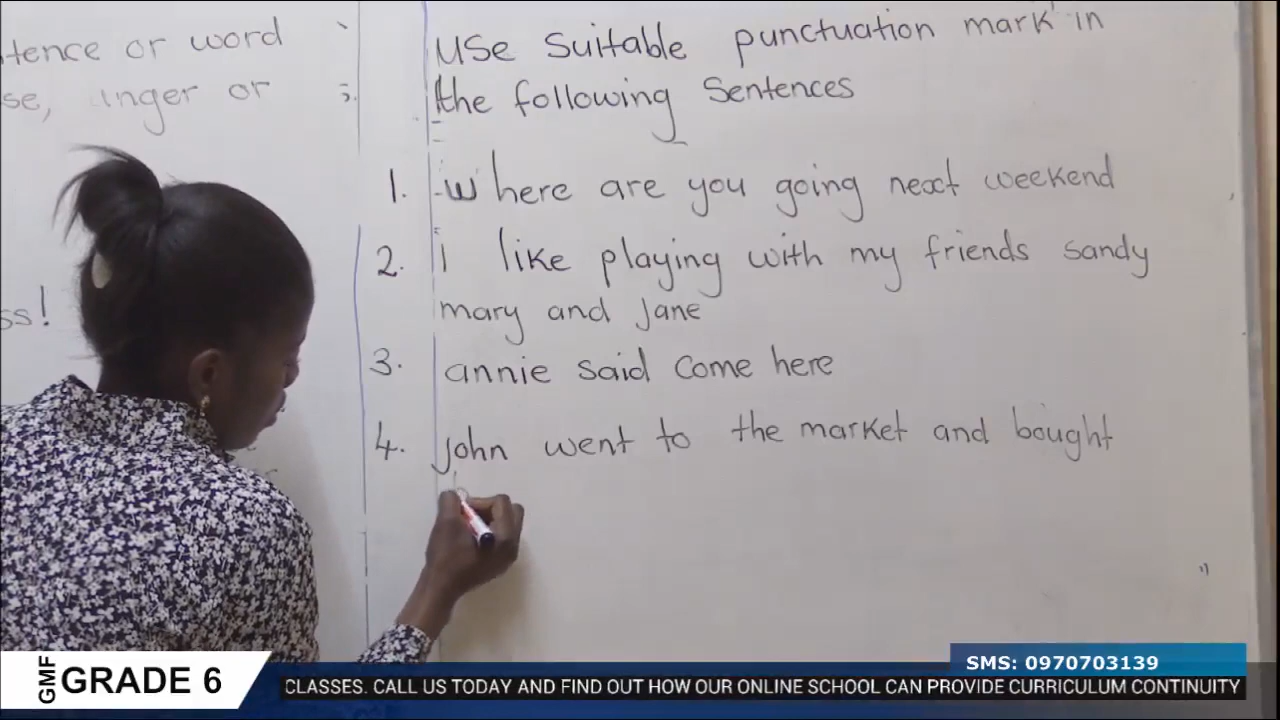 tence or word
se, anger or
ss!
Use Suitable punctuation mark in
the following Sentences
1. Where are you going next weekend
2. i like playing with my friends sandy
mary and Jane
3. annie said come here
4. john went to the market and bought
SMS: 0970703139
GMF GRADE 6
CLASSES. CALL US TODAY AND FIND OUT HOW OUR ONLINE SCHOOL CAN PROVIDE CURRICULUM CONTINUITY